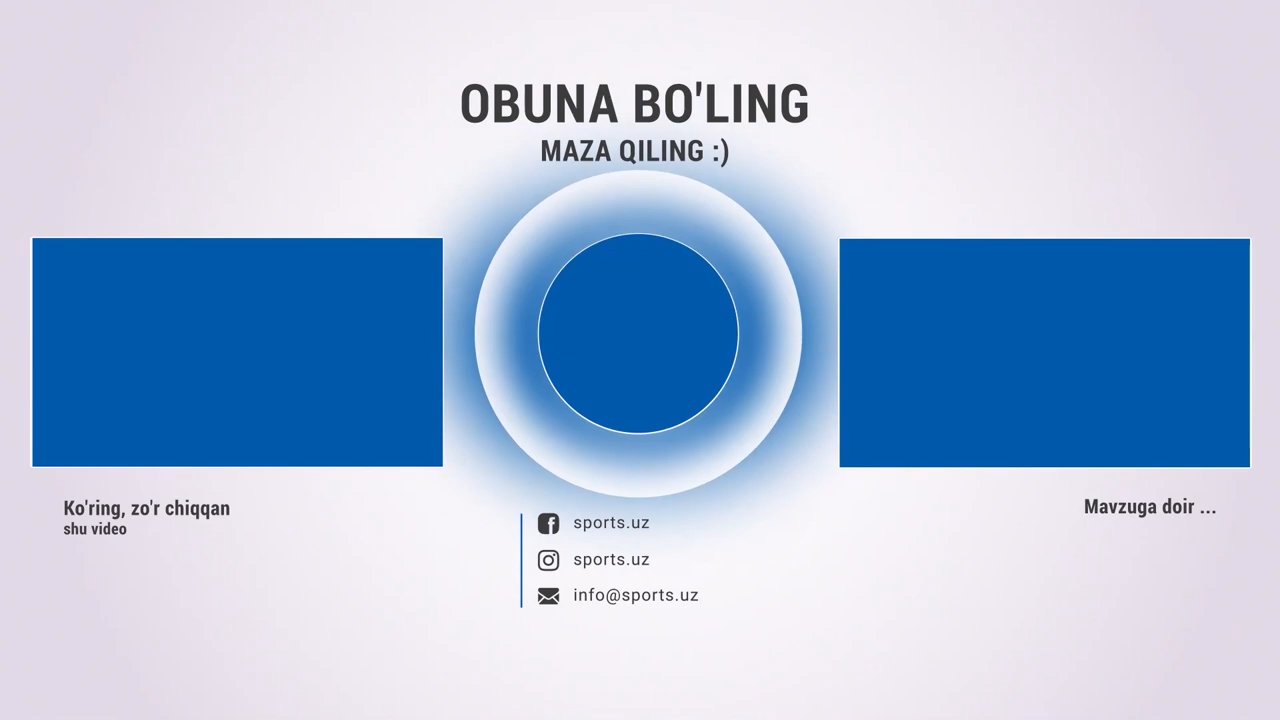 OBUNA BO'LING
MAZA QILING :)
Ko'ring, zo'r chiqqan
shu video
Mavzuga doir ...
sports.uz
sports.uz
info@sports.uz